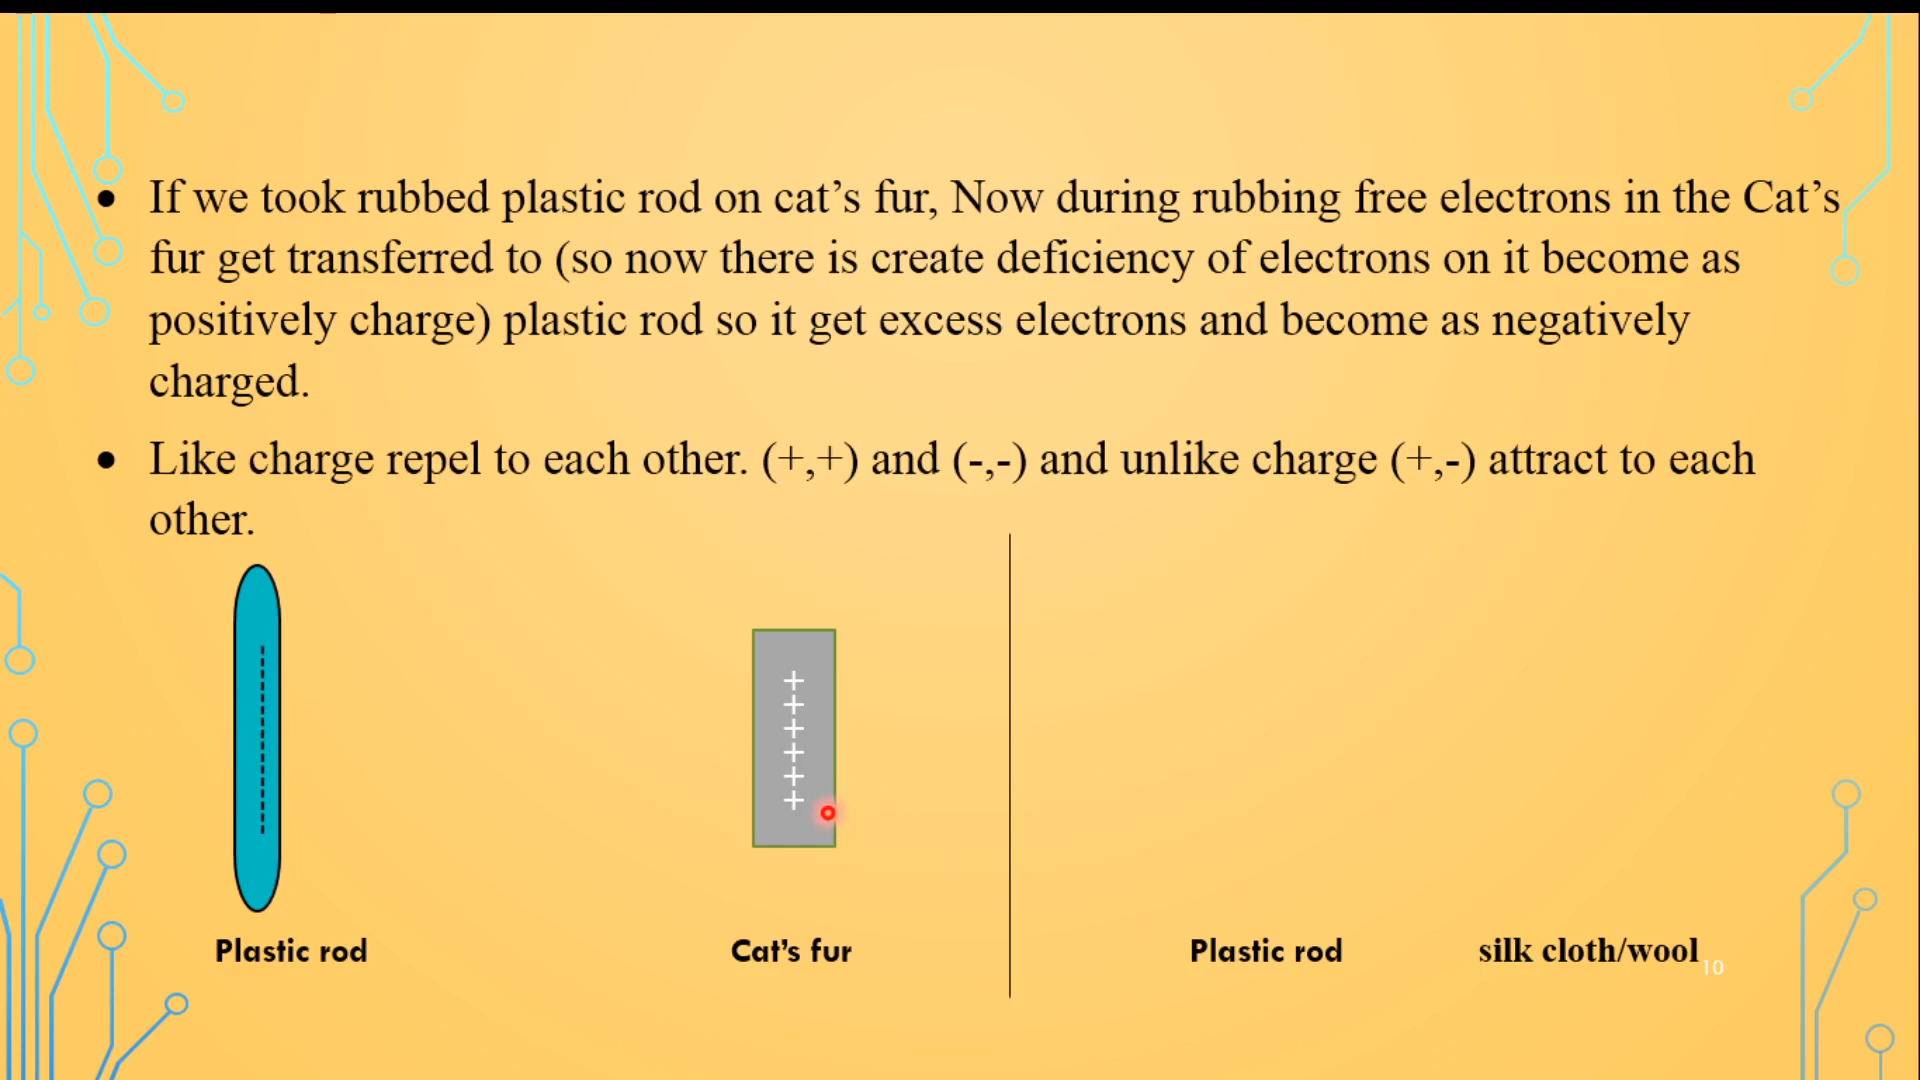 • If we took rubbed plastic rod on cat’s fur, Now during rubbing free electrons in the Cat’s
fur get transferred to (so now there is create deficiency of electrons on it become as
positively charge) plastic rod so it get excess electrons and become as negatively
charged.
• Like charge repel to each other. (+,+) and (-,-) and unlike charge (+,-) attract to each
other.
+
+
+
+
+
+
Plastic rod Cat’s fur Plastic rod silk cloth/wool
10